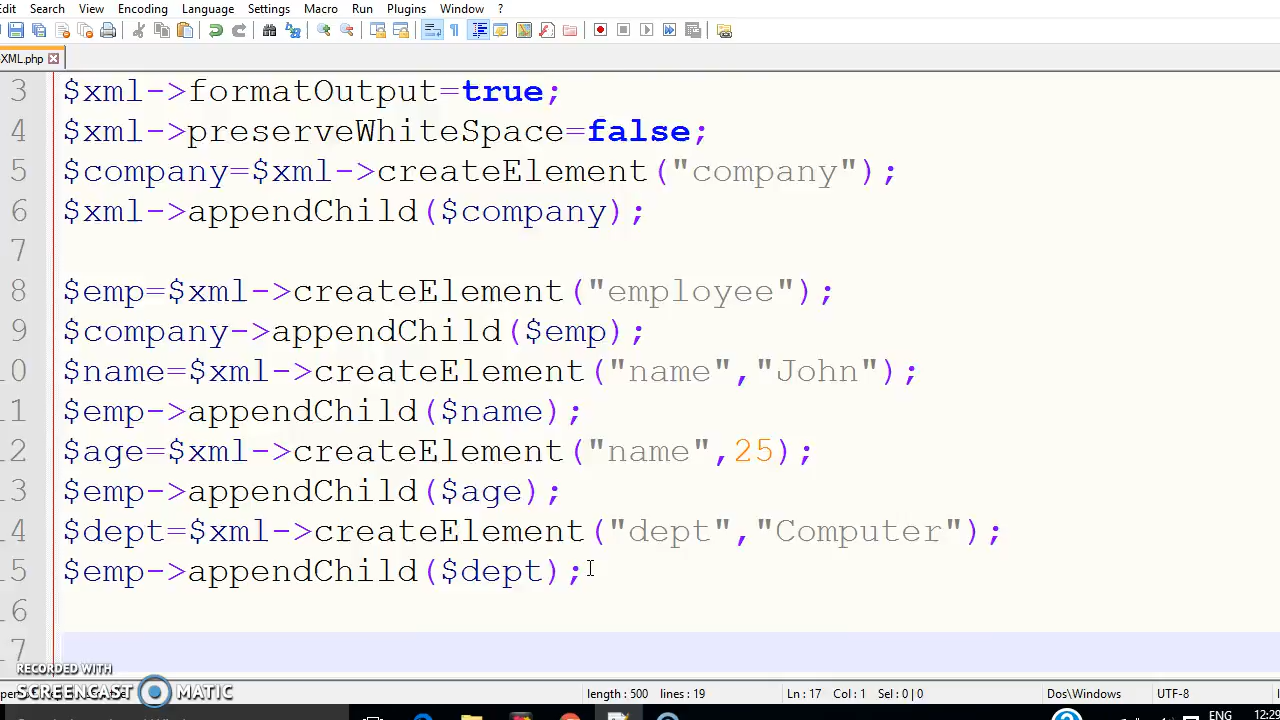 Edit Search View Encoding Language Settings Macro Run Plugins Window ?
XML.php
3 $xml->formatOutput=true;
4 $xml->preserveWhiteSpace=false;
5 $company=$xml->createElement("company");
6 $xml->appendChild($company);
7
8 $emp=$xml->createElement("employee");
9 $company->appendChild($emp);
10 $name=$xml->createElement("name","John");
11 $emp->appendChild($name);
12 $age=$xml->createElement("name",25);
13 $emp->appendChild($age);
14 $dept=$xml->createElement("dept","Computer");
15 $emp->appendChild($dept);
16
17
RECORDED WITH
SCREENCAST MATIC
length : 500 lines : 19 Ln : 17 Col : 1 Sel : 0 | 0 Dos\Windows UTF-8
ENG 12:29